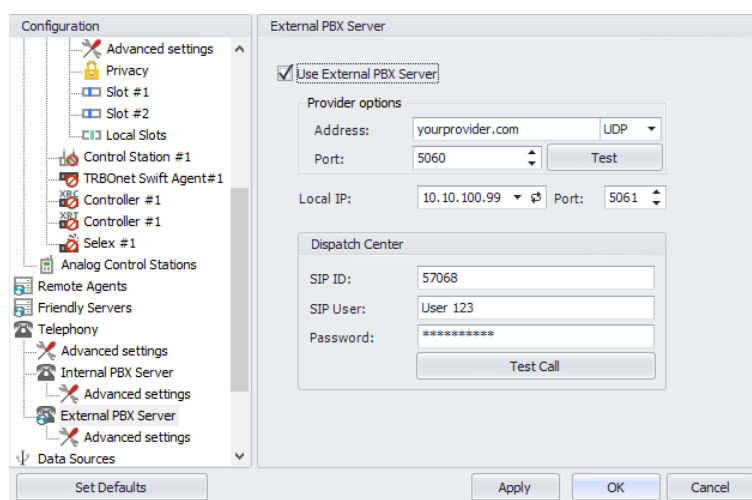 Configuration
Advanced settings
Privacy
Slot #1
Slot #2
Local Slots
Control Station #1
TRBOnet Swift Agent#1
XRC
Controller #1
XRT
Controller #1
Selex #1
Analog Control Stations
Remote Agents
Friendly Servers
Telephony
Advanced settings
Internal PBX Server
Advanced settings
External PBX Server
Advanced settings
Data Sources
Set Defaults
External PBX Server
Use External PBX Server
Provider options
Address: yourprovider.com UDP
Port: 5060 Test
Local IP: 10.10.100.99 Port: 5061
Dispatch Center
SIP ID: 57068
SIP User: User 123
Password: **********
Test Call
Apply OK Cancel